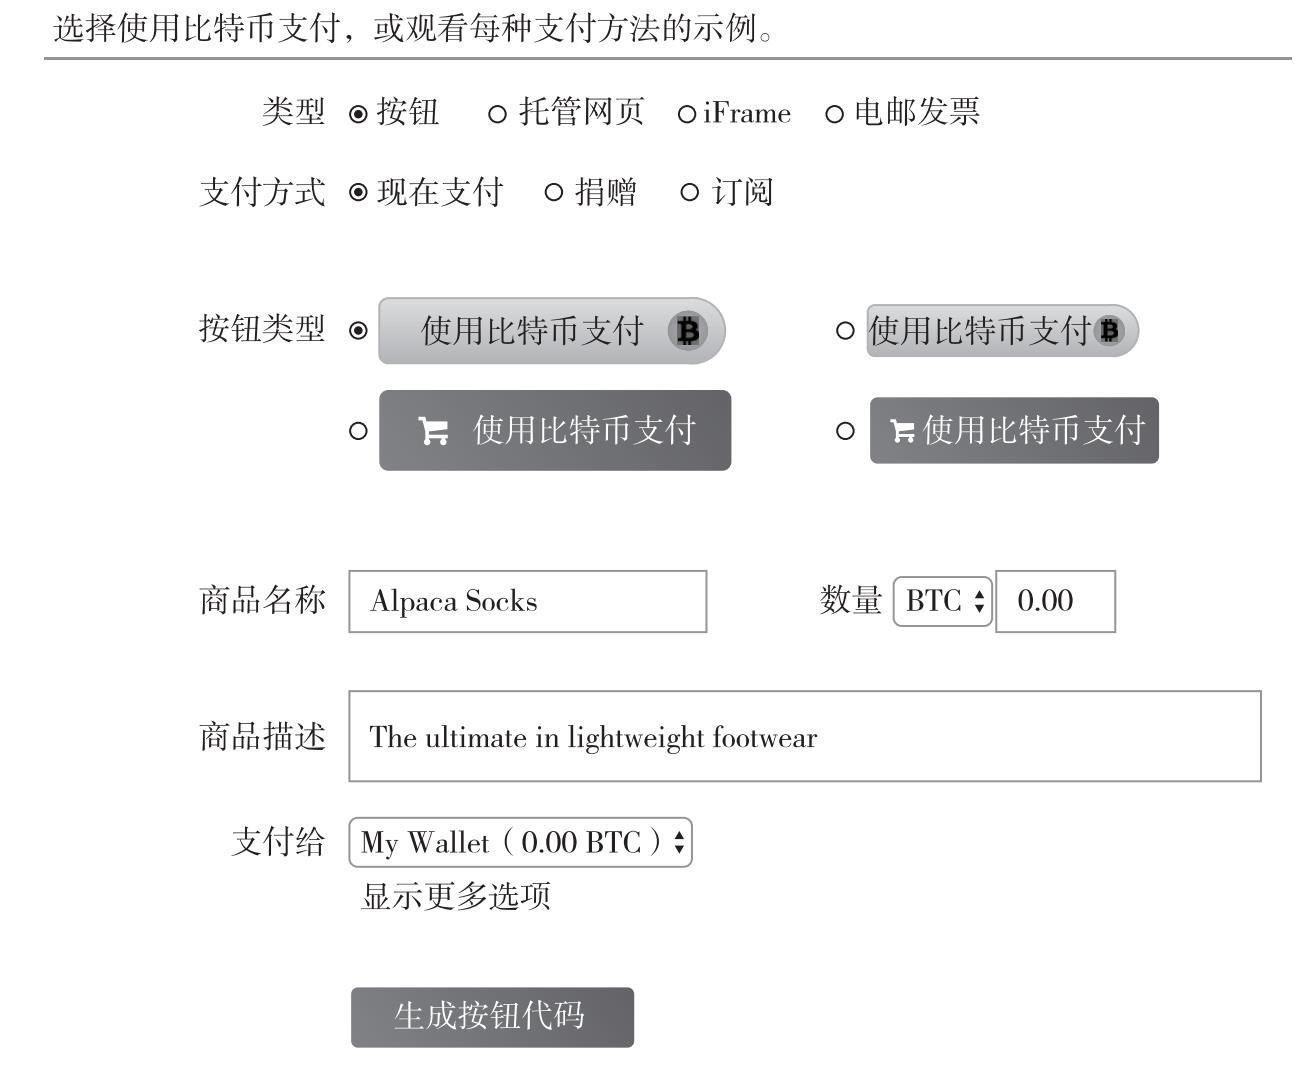 选择使用比特币支付，或观看每种支付方法的示例。
类型 按钮 托管网页 iFrame 电邮发票
支付方式 现在支付 捐赠 订阅
按钮类型 使用比特币支付 使用比特币支付
使用比特币支付 使用比特币支付
商品名称 Alpaca Socks 数量 BTC 0.00
商品描述 The ultimate in lightweight footwear
支付给 My Wallet（0.00 BTC）
显示更多选项
生成按钮代码